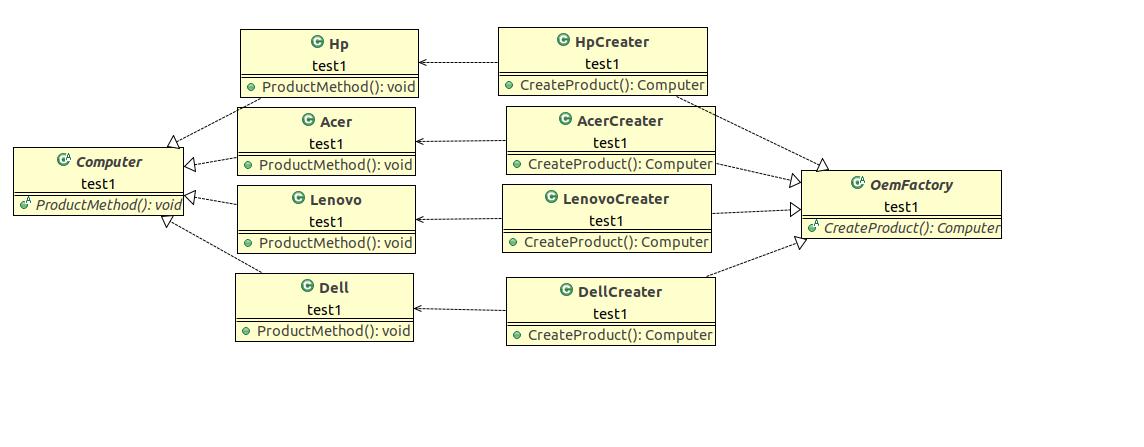 Hp
test1
ProductMethod(): void
HpCreater
test1
CreateProduct(): Computer
Acer
test1
ProductMethod(): void
AcerCreater
test1
CreateProduct(): Computer
Computer
test1
ProductMethod(): void
Lenovo
test1
ProductMethod(): void
LenovoCreater
test1
CreateProduct(): Computer
OemFactory
test1
CreateProduct(): Computer
Dell
test1
ProductMethod(): void
DellCreater
test1
CreateProduct(): Computer